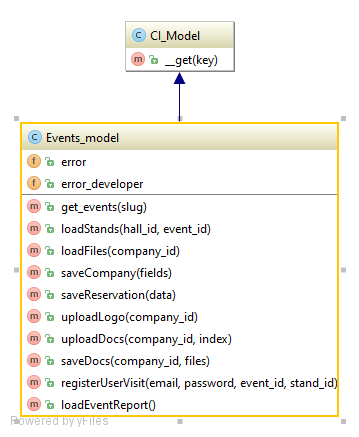 C CI_Model
m __get(key)
C Events_model
f error
f error_developer
m get_events(slug)
m loadStands(hall_id, event_id)
m loadFiles(company_id)
m saveCompany(fields)
m saveReservation(data)
m uploadLogo(company_id)
m uploadDocs(company_id, index)
m saveDocs(company_id, files)
m registerUserVisit(email, password, event_id, stand_id)
m loadEventReport()
Powered by yFiles